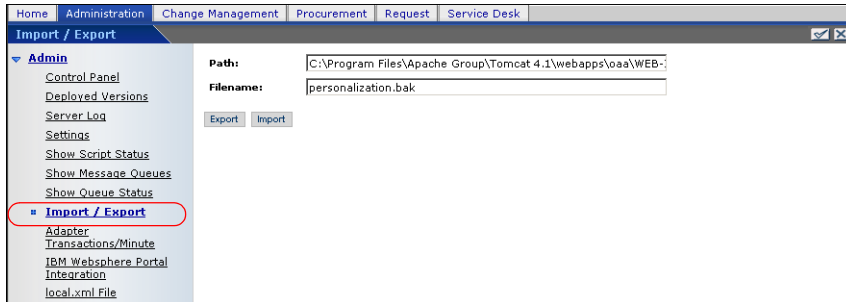 Home Administration Change Management Procurement Request Service Desk
Import / Export
Admin
Control Panel
Deployed Versions
Server Log
Settings
Show Script Status
Show Message Queues
Show Queue Status
Import / Export
Adapter
Transactions/Minute
IBM Websphere Portal
Integration
local.xml File
Path: C:\Program Files\Apache Group\Tomcat 4.1\webapps\oaa\WEB-
Filename: personalization.bak
Export Import